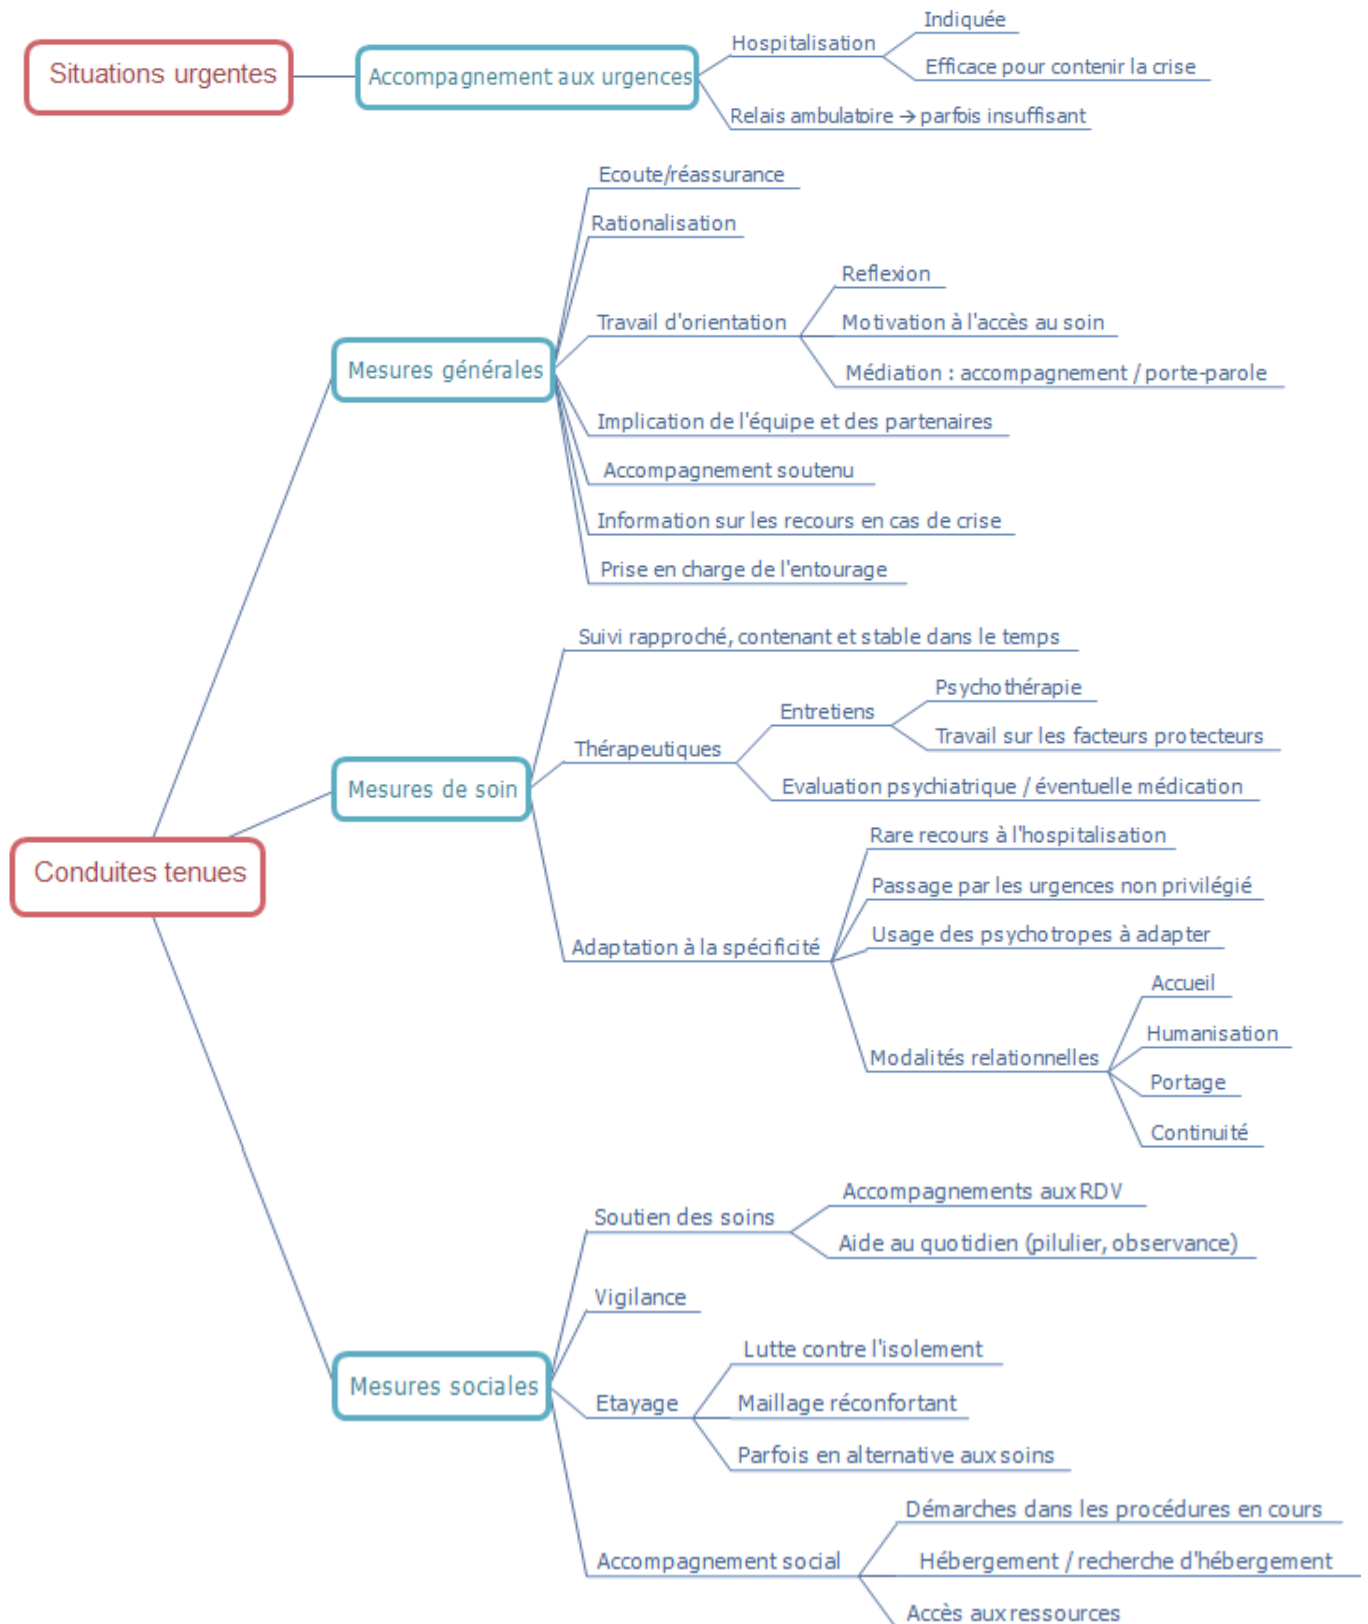 Situations urgentes
Accompagnement aux urgences
Hospitalisation
Indiquée
Efficace pour contenir la crise
Relais ambulatoire → parfois insuffisant
Conduites tenues
Mesures générales
Ecoute/réassurance
Rationalisation
Travail d'orientation
Reflexion
Motivation à l'accès au soin
Médiation : accompagnement / porte-parole
Implication de l'équipe et des partenaires
Accompagnement soutenu
Information sur les recours en cas de crise
Prise en charge de l'entourage
Mesures de soin
Suivi rapproché, contenant et stable dans le temps
Thérapeutiques
Entretiens
Psychothérapie
Travail sur les facteurs protecteurs
Evaluation psychiatrique / éventuelle médication
Adaptation à la spécificité
Rare recours à l'hospitalisation
Passage par les urgences non privilégié
Usage des psychotropes à adapter
Modalités relationnelles
Accueil
Humanisation
Portage
Continuité
Mesures sociales
Soutien des soins
Accompagnements aux RDV
Aide au quotidien (pilulier, observance)
Vigilance
Etayage
Lutte contre l'isolement
Maillage réconfortant
Parfois en alternative aux soins
Accompagnement social
Démarches dans les procédures en cours
Hébergement / recherche d'hébergement
Accès aux ressources